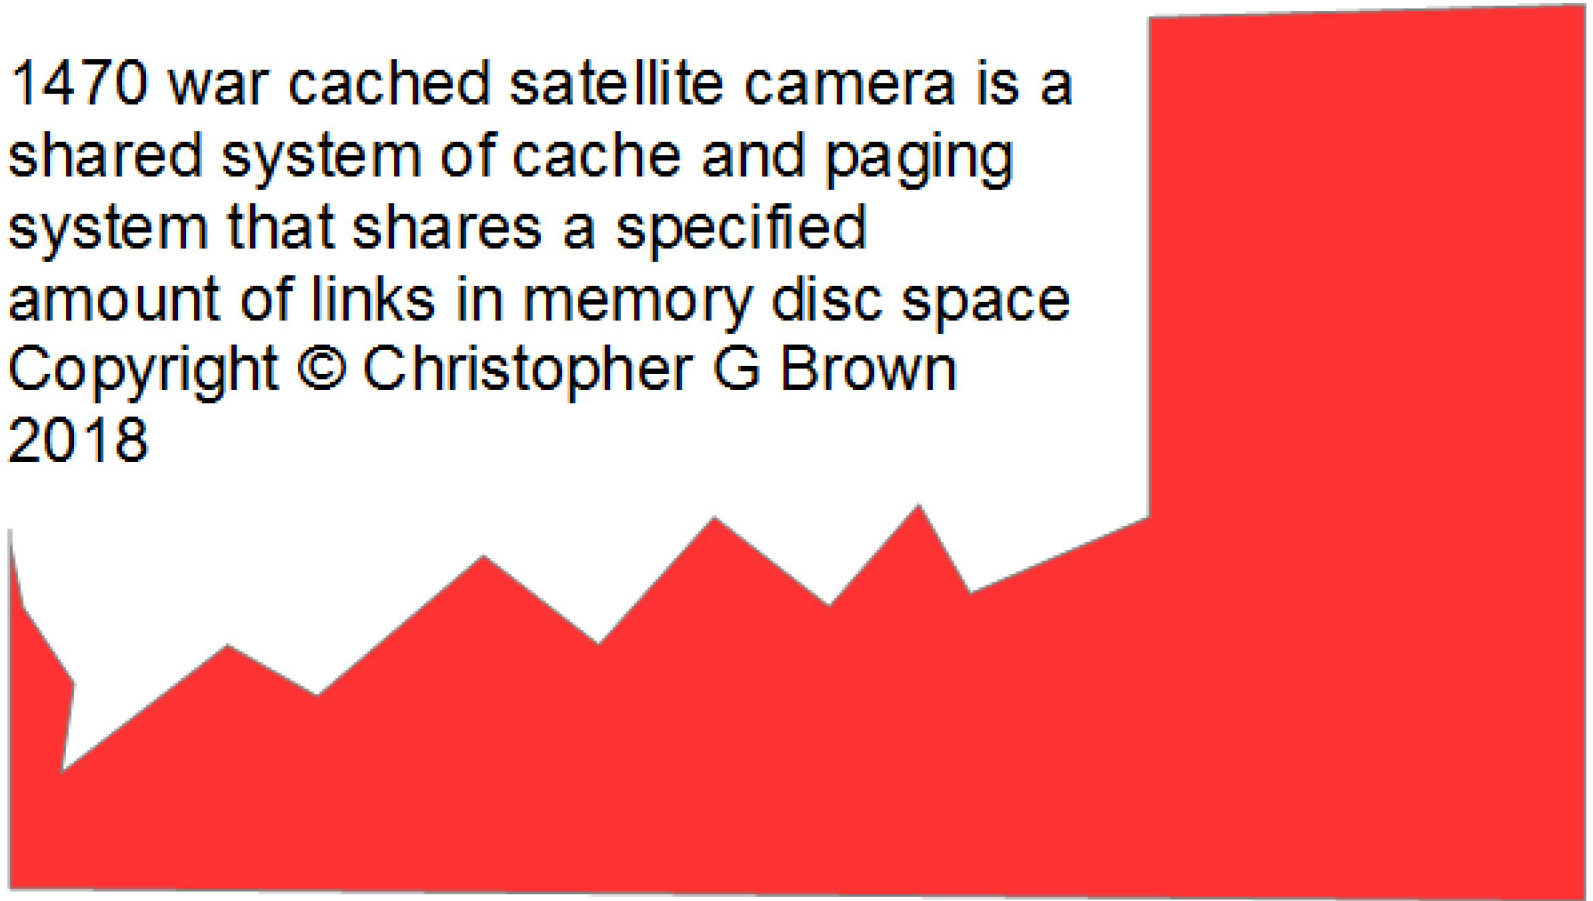 1470 war cached satellite camera is a
shared system of cache and paging
system that shares a specified
amount of links in memory disc space
Copyright © Christopher G Brown
2018